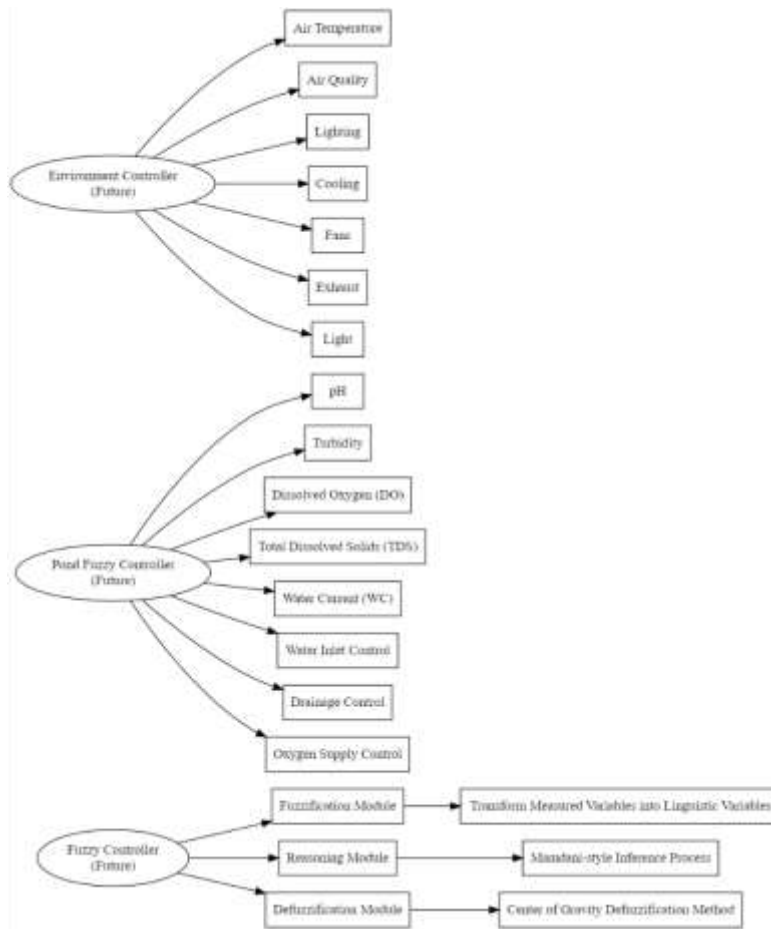 Air Temperature
Air Quality
Lighting
Environment Controller
(Future)
Cooling
Fans
Exhaust
Light
pH
Turbidity
Dissolved Oxygen (DO)
Total Dissolved Solids (TDS)
Pond Fuzzy Controller
(Future)
Water Current (WC)
Water Inlet Control
Drainage Control
Oxygen Supply Control
Fuzzification Module
Transform Measured Variables into Linguistic Variables
Fuzzy Controller
(Future)
Reasoning Module
Mamdani-style Inference Process
Defuzzification Module
Center of Gravity Defuzzification Method